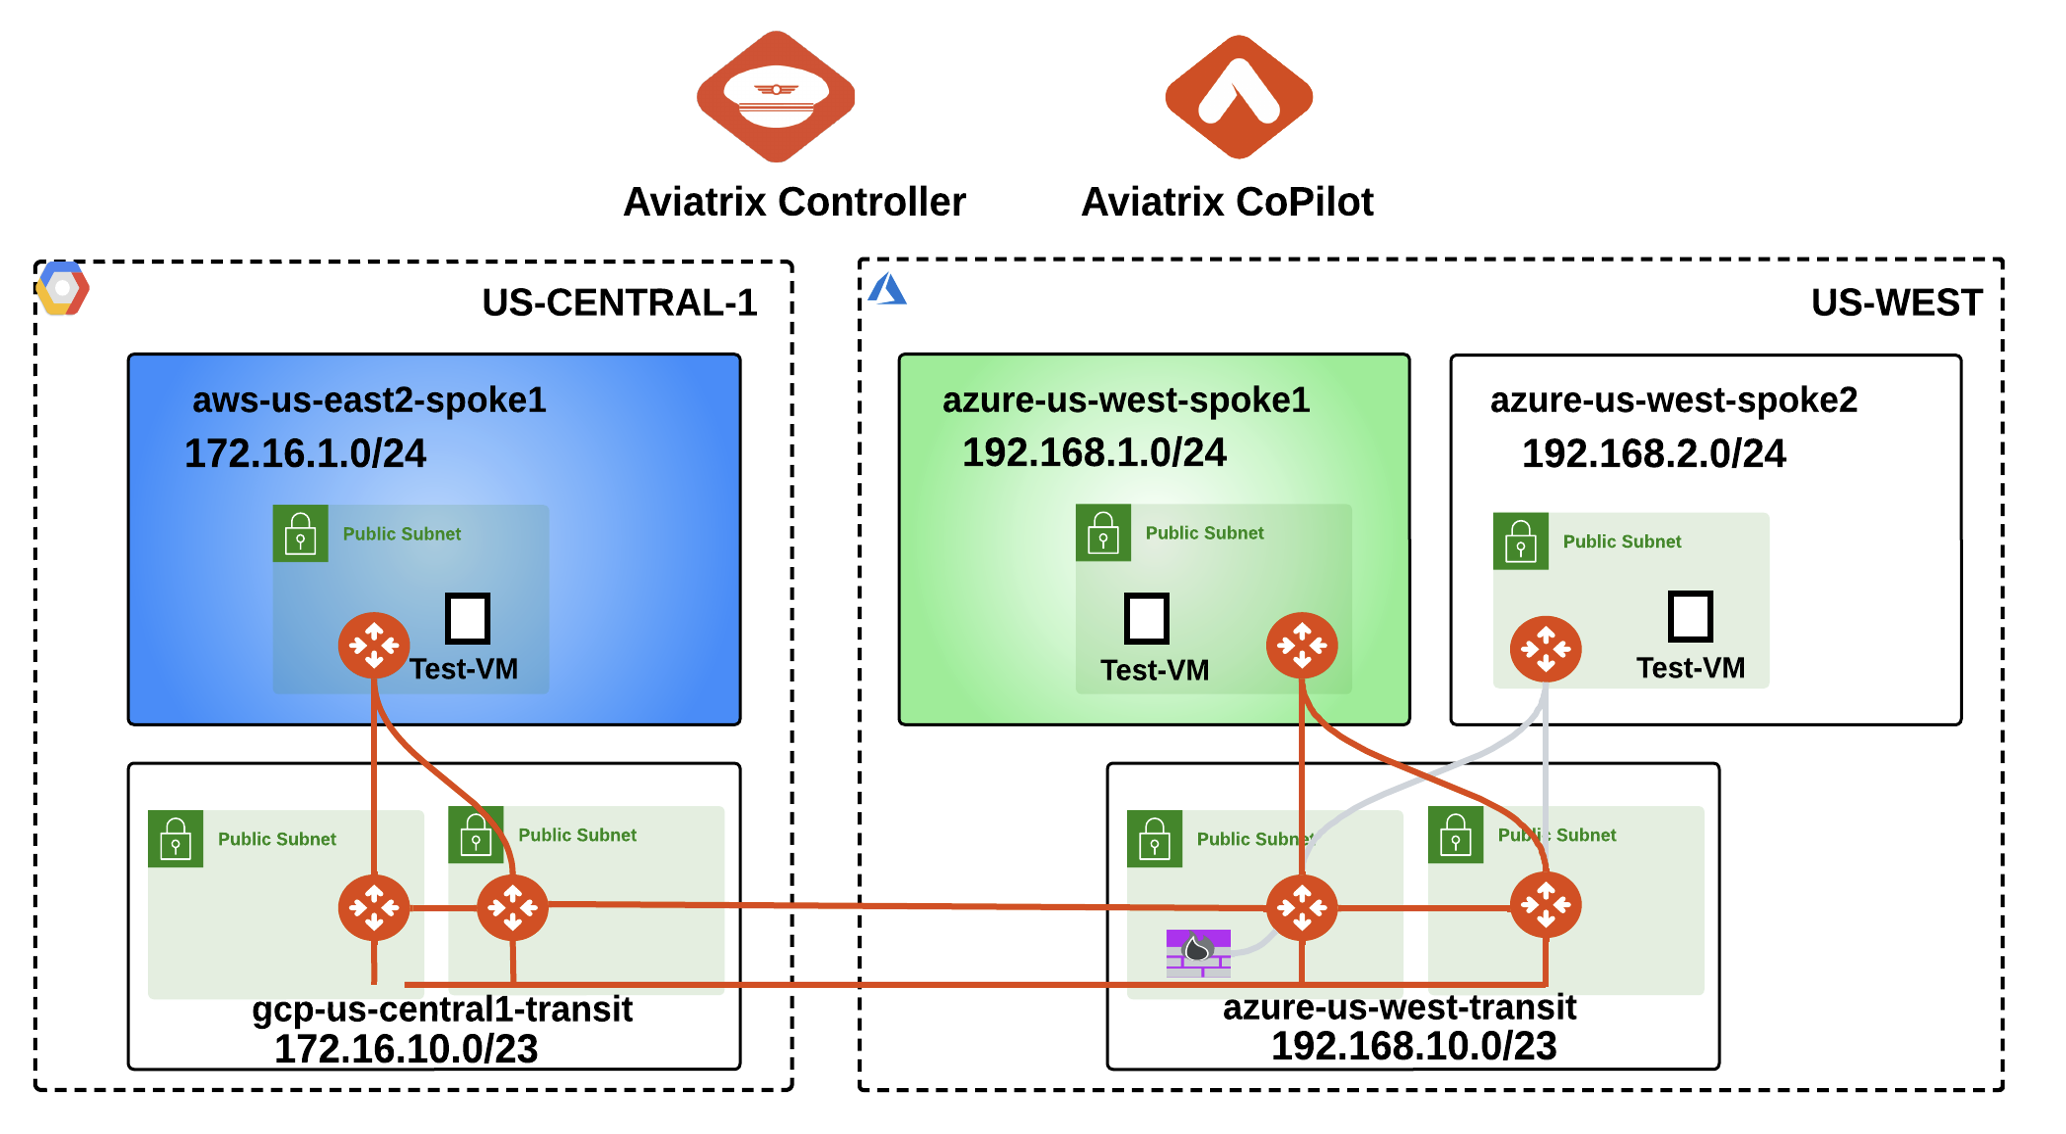 Aviatrix Controller
Aviatrix CoPilot
US-CENTRAL-1
aws-us-east2-spoke1
172.16.1.0/24
Public Subnet
Test-VM
Public Subnet
Public Subnet
gcp-us-central1-transit
172.16.10.0/23
US-WEST
azure-us-west-spoke1
192.168.1.0/24
Public Subnet
Test-VM
azure-us-west-spoke2
192.168.2.0/24
Public Subnet
Test-VM
Public Subnet
Public Subnet
azure-us-west-transit
192.168.10.0/23